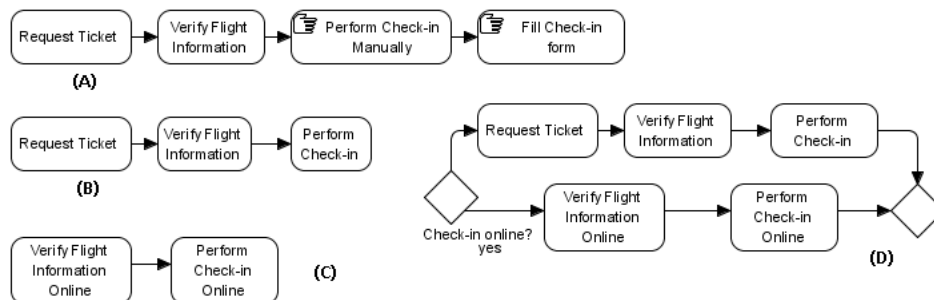 Request Ticket
Verify Flight
Information
Perform Check-in
Manually
Fill Check-in
form
(A)
Request Ticket
Verify Flight
Information
Perform
Check-in
(B)
Verify Flight
Information
Online
Perform
Check-in
Online
(C)
Request Ticket
Verify Flight
Information
Perform
Check-in
Check-in online?
yes
Verify Flight
Information
Online
Perform
Check-in
Online
(D)